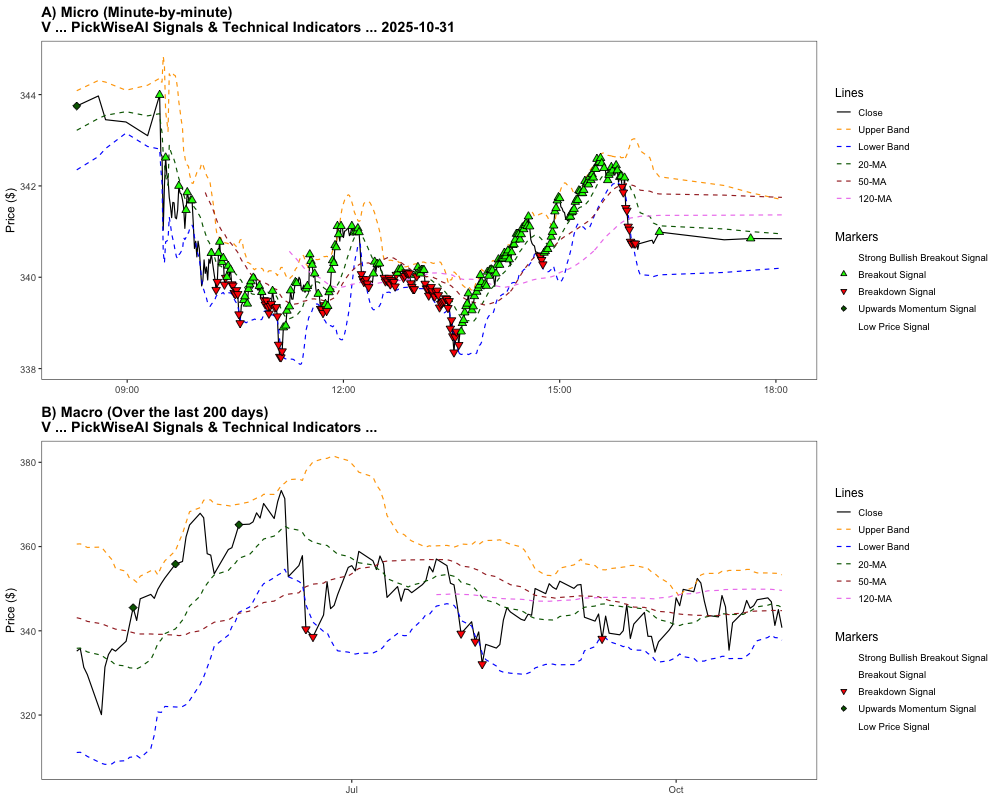 A) Micro (Minute-by-minute)
V ... PickWiseAI Signals & Technical Indicators ... 2025-10-31
Price ($)
344
342
340
338
09:00
12:00
15:00
18:00
Lines
Close
Upper Band
Lower Band
20-MA
50-MA
120-MA
Markers
Strong Bullish Breakout Signal
Breakout Signal
Breakdown Signal
Upwards Momentum Signal
Low Price Signal
B) Macro (Over the last 200 days)
V ... PickWiseAI Signals & Technical Indicators ...
Price ($)
380
360
340
320
Jul
Oct
Lines
Close
Upper Band
Lower Band
20-MA
50-MA
120-MA
Markers
Strong Bullish Breakout Signal
Breakout Signal
Breakdown Signal
Upwards Momentum Signal
Low Price Signal